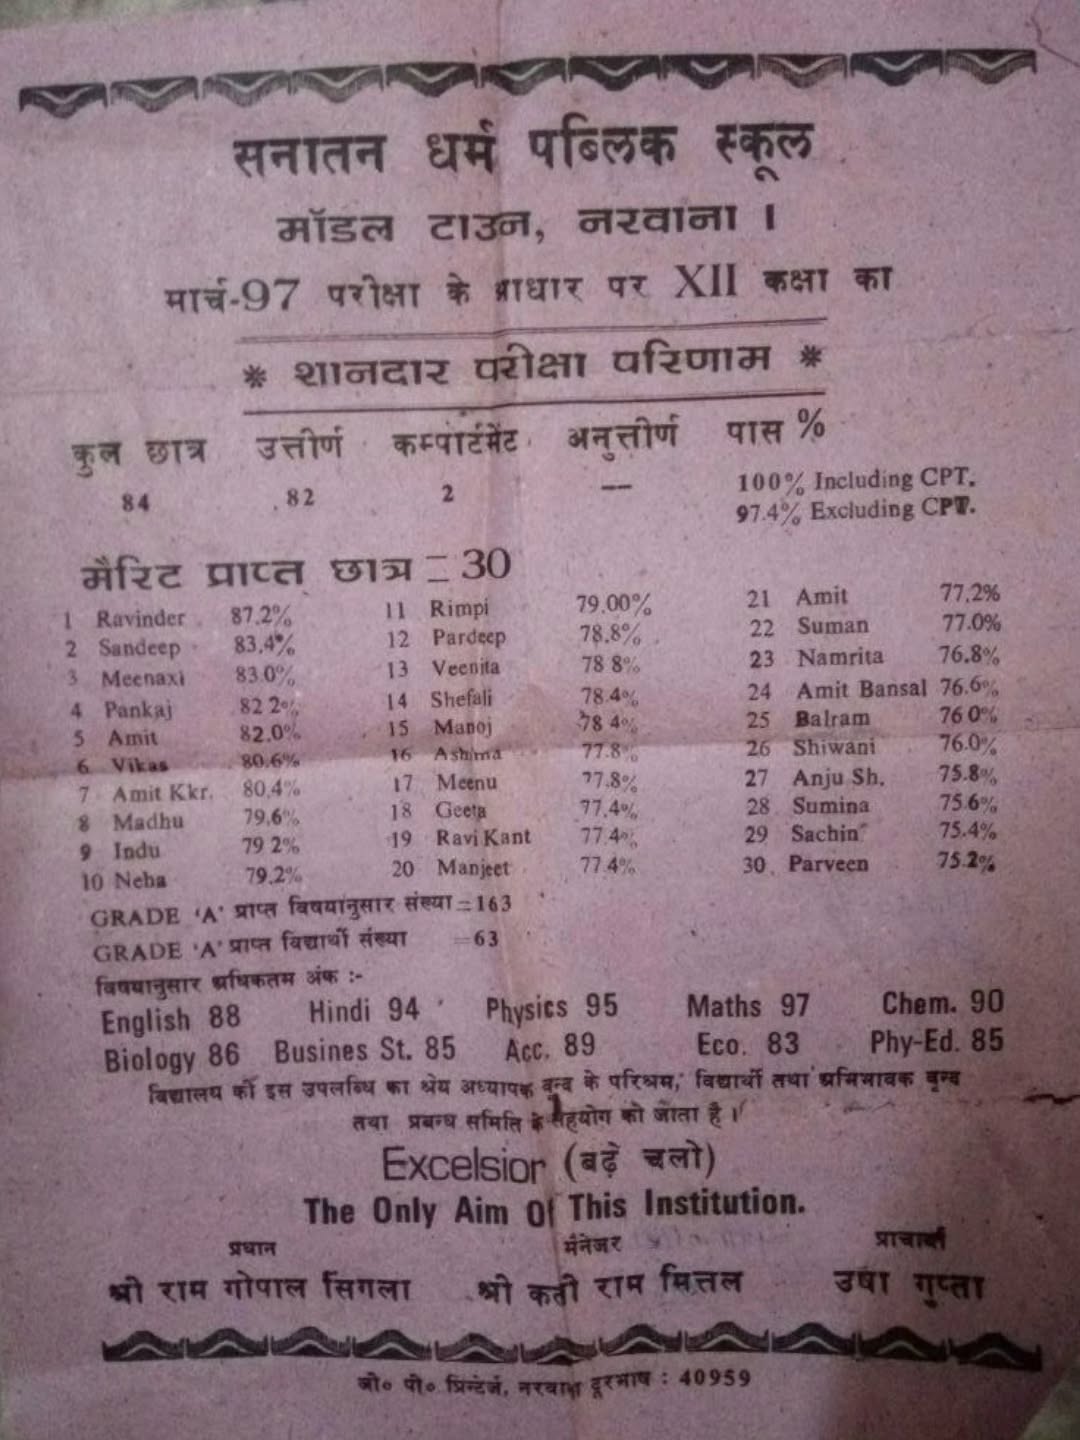 सनातन धर्म पब्लिक स्कूल
मॉडल टाउन, नरवाना ।
मार्च-97 परीक्षा के आधार पर XII कक्षा का
* शानदार परीक्षा परिणाम *
कुल छात्र उत्तीर्ण कम्पार्टमेंट अनुत्तीर्ण पास %
84 82 2 — 100% Including CPT.
97.4% Excluding CPT.
मैरिट प्राप्त छात्र = 30
1 Ravinder 87.2% 11 Rimpi 79.00% 21 Amit 77.2%
2 Sandeep 83.4% 12 Pardeep 78.8% 22 Suman 77.0%
3 Meenaxi 83.0% 13 Veenita 78 8% 23 Namrita 76.8%
4 Pankaj 82 2% 14 Shefali 78.4% 24 Amit Bansal 76.6%
5 Amit 82.0% 15 Manoj 78 4% 25 Balram 76 0%
6 Vikas 80.6% 16 Ashima 77.8% 26 Shiwani 76.0%
7 Amit Kkr. 80.4% 17 Meenu 77.8% 27 Anju Sh. 75.8%
8 Madhu 79.6% 18 Geeta 77.4% 28 Sumina 75.6%
9 Indu 79 2% 19 Ravi Kant 77.4% 29 Sachin 75.4%
10 Neha 79.2% 20 Manjeet 77.4% 30. Parveen 75.2%
GRADE 'A' प्राप्त विषयानुसार संख्या = 163
GRADE 'A' प्राप्त विद्यार्थी संख्या = 63
विषयानुसार अधिकतम अंक :-
English 88 Hindi 94 Physics 95 Maths 97 Chem. 90
Biology 86 Busines St. 85 Acc. 89 Eco. 83 Phy-Ed. 85
विद्यालय की इस उपलब्धि का श्रेय अध्यापक वृन्द के परिश्रम, विद्यार्थी तथा अभिभावक वृन्द
तथा प्रबन्ध समिति के सहयोग को जाता है ।
Excelsior (बढ़ें चलो)
The Only Aim Of This Institution.
प्रधान मैनेजर प्राचार्या
श्री राम गोपाल सिंगला श्री कली राम मित्तल उषा गुप्ता
जी० पी० प्रिन्टर्ज, नरवाना दूरभाष : 40959